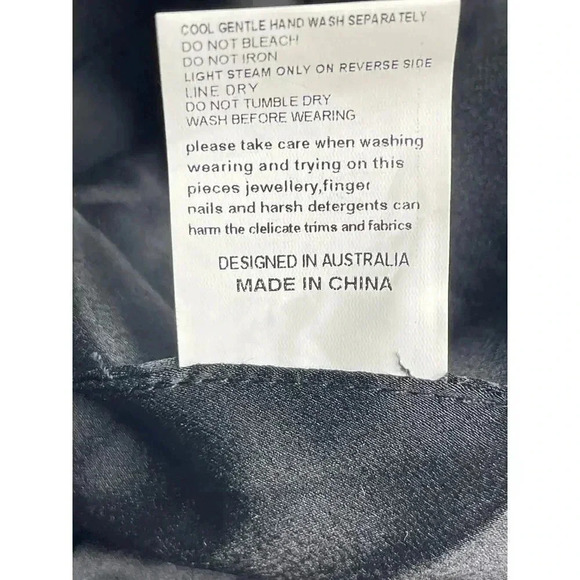 COOL GENTLE HAND WASH SEPARATELY
DO NOT BLEACH
DO NOT IRON
LIGHT STEAM ONLY ON REVERSE SIDE
LINE DRY
DO NOT TUMBLE DRY
WASH BEFORE WEARING
please take care when washing
wearing and trying on this
pieces jewellery,finger
nails and harsh detergents can
harm the clelicate trims and fabrics
DESIGNED IN AUSTRALIA
MADE IN CHINA